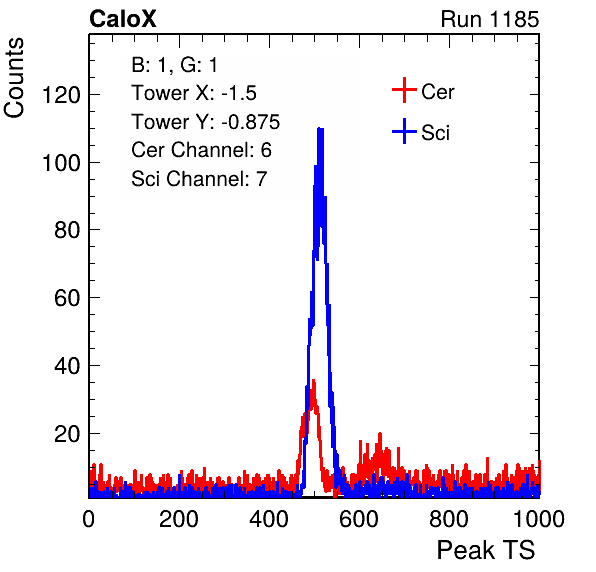 CaloX Run 1185
B: 1, G: 1
Tower X: -1.5
Tower Y: -0.875
Cer Channel: 6
Sci Channel: 7
Cer
Sci
Counts
120
100
80
60
40
20
0 200 400 600 800 1000
Peak TS